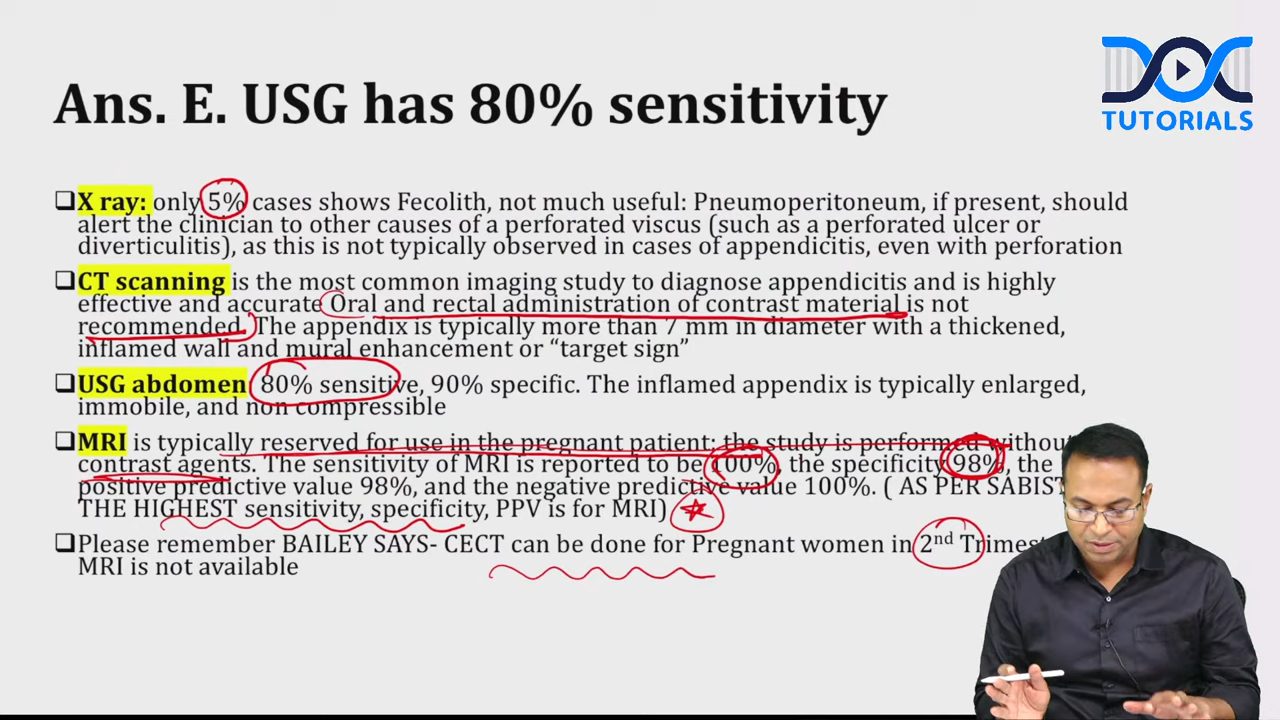 Ans. E. USG has 80% sensitivity
DOC
TUTORIALS
❑X ray: only 5% cases shows Fecolith, not much useful: Pneumoperitoneum, if present, should
alert the clinician to other causes of a perforated viscus (such as a perforated ulcer or
diverticulitis), as this is not typically observed in cases of appendicitis, even with perforation
❑CT scanning is the most common imaging study to diagnose appendicitis and is highly
effective and accurate Oral and rectal administration of contrast material is not
recommended. The appendix is typically more than 7 mm in diameter with a thickened,
inflamed wall and mural enhancement or “target sign”
❑USG abdomen 80% sensitive, 90% specific. The inflamed appendix is typically enlarged,
immobile, and non compressible
❑MRI is typically reserved for use in the pregnant patient; the study is performed without
contrast agents. The sensitivity of MRI is reported to be 100%, the specificity 98%, the
positive predictive value 98%, and the negative predictive value 100%. ( AS PER
THE HIGHEST sensitivity, specificity, PPV is for MRI)
❑Please remember BAILEY SAYS- CECT can be done for Pregnant women in 2nd
MRI is not available